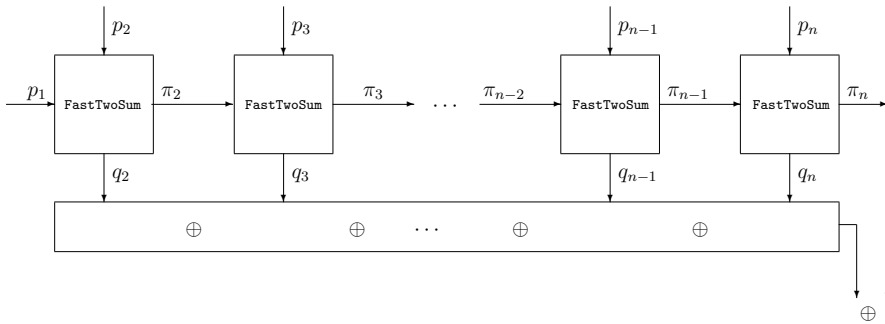 p₂ p₃ pₙ₋₁ pₙ
p₁ FastTwoSum π₂ FastTwoSum π₃ ⋯ πₙ₋₂ FastTwoSum πₙ₋₁ FastTwoSum πₙ
q₂ q₃ qₙ₋₁ qₙ
⊕ ⊕ ⋯ ⊕ ⊕
⊕